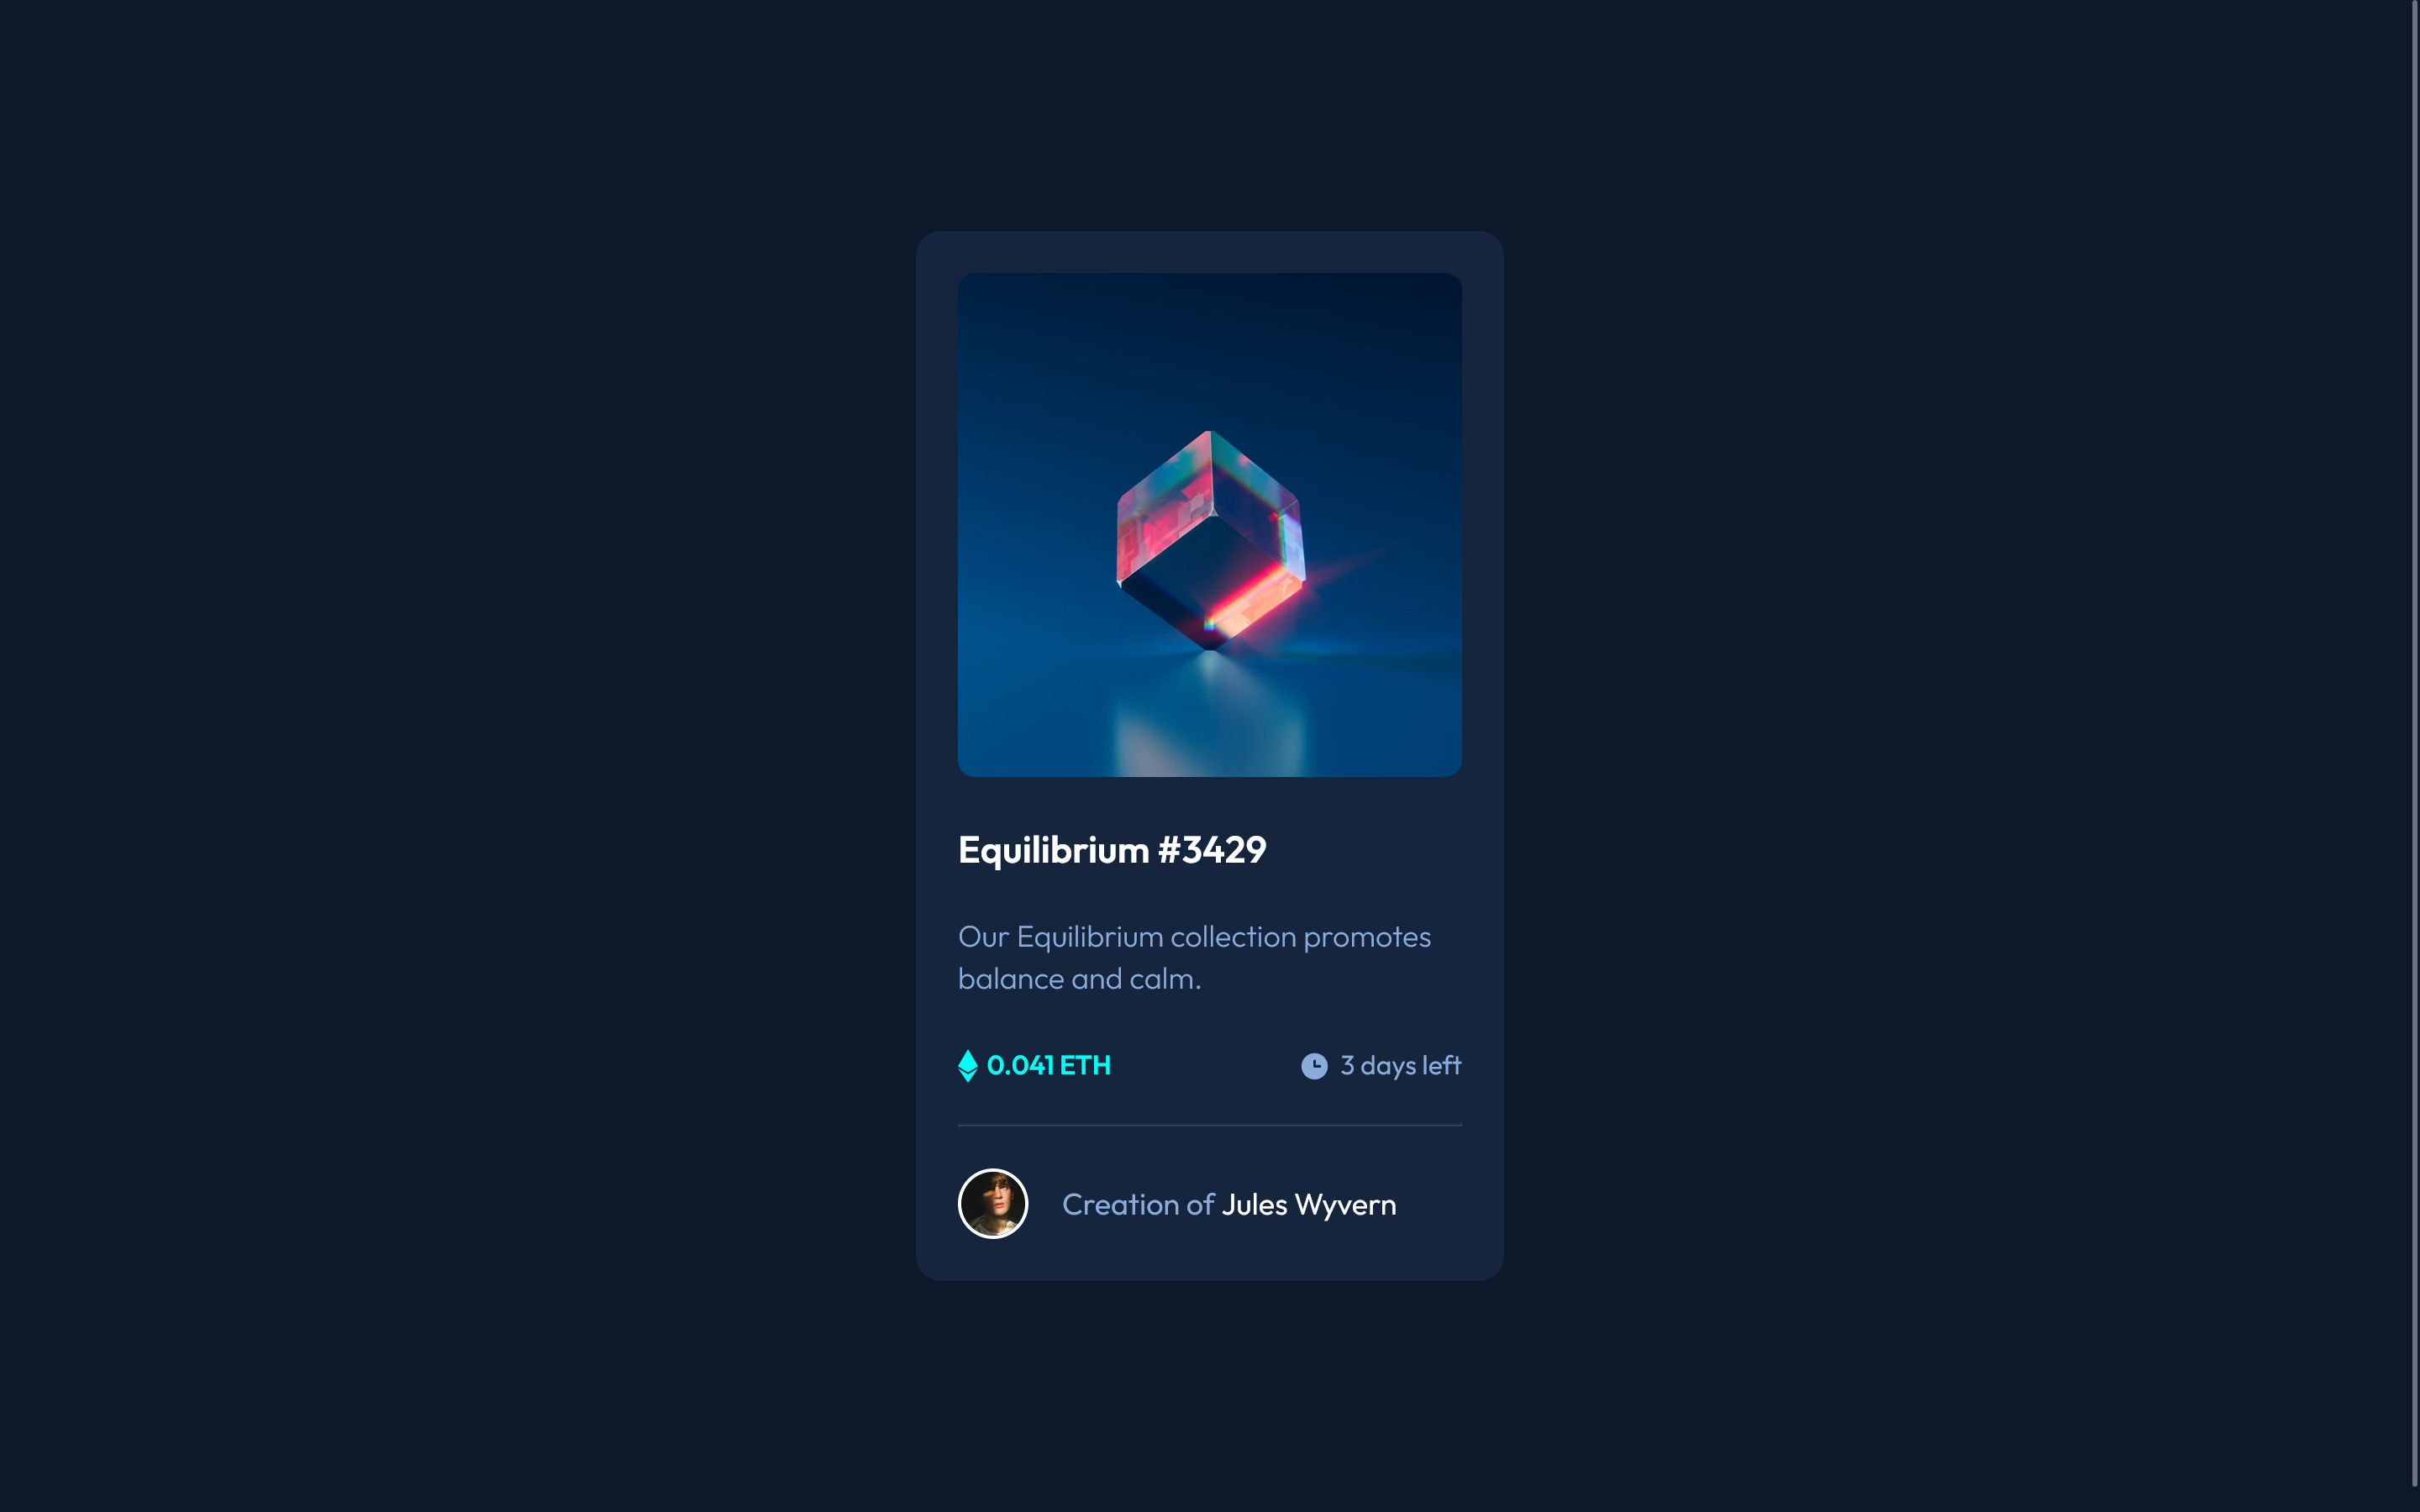 Equilibrium #3429
Our Equilibrium collection promotes
balance and calm.
0.041 ETH
3 days left
Creation of Jules Wyvern